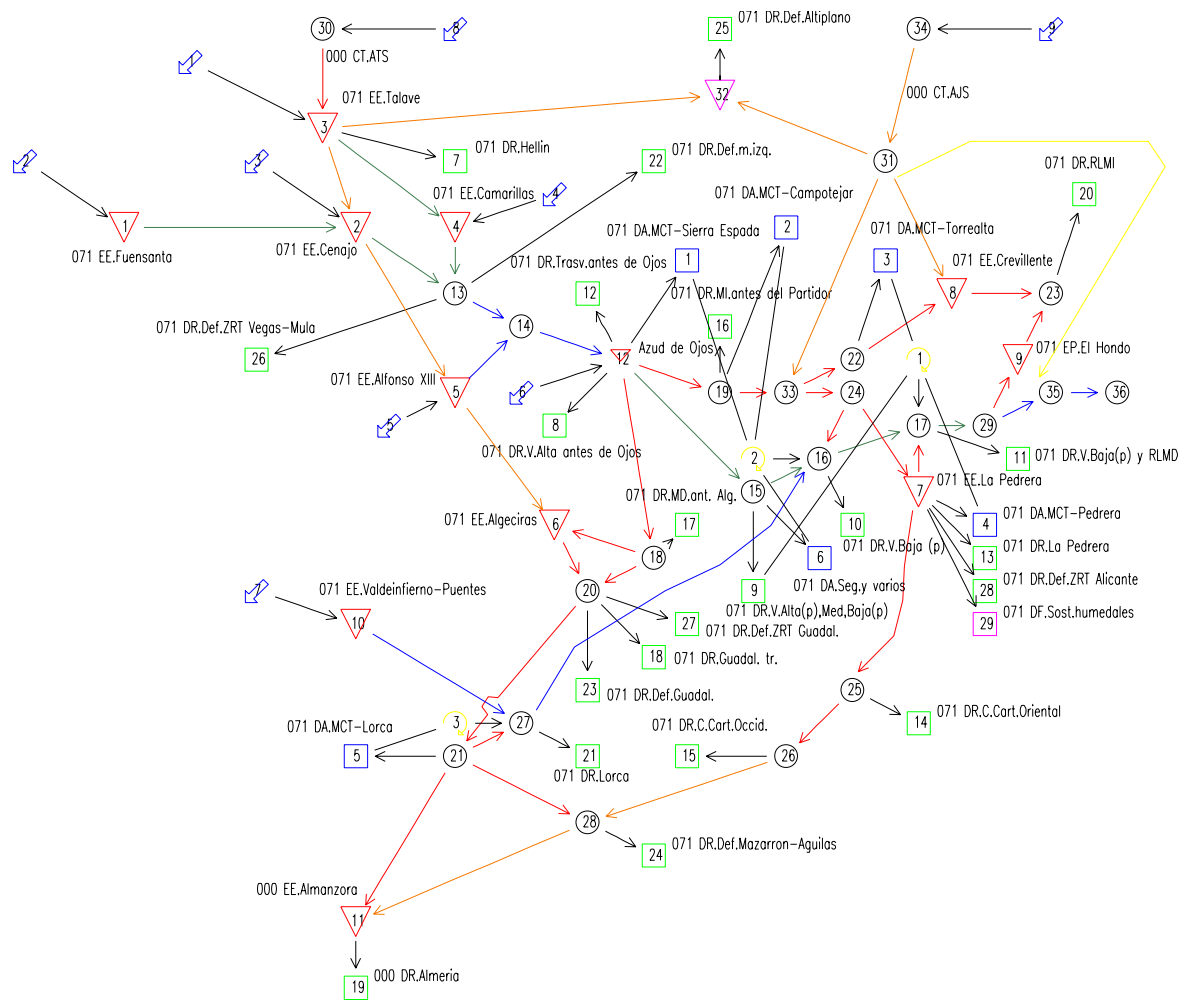 30
8
25 071 DR.Def.Altiplano
34
9
000 CT.ATS
1
071 EE.Talave
32
000 CT.AJS
3
2
3
071 DR.Hellin
7
22 071 DR.Def.m.izq.
31
071 DR.RLMI
20
071 EE.Camarillas
4
071 DA.MCT-Campotejar
1
2
4
071 EE.Fuensanta
071 EE.Cenajo
071 DA.MCT-Sierra Espada
2
071 DA.MCT-Torrealta
071 DR.Trasv.antes de Ojos
1
3
071 EE.Crevillente
13
12
071 DR.MI.antes del Partidor
8
23
071 DR.Def.ZRT Vegas-Mula
14
16
26
Azud de Ojos
12
22
1
9
071 EP.El Hondo
071 EE.Alfonso XIII
5
6
19
33
24
35
36
5
8
17
29
071 DR.V.Alta antes de Ojos
2
16
11 071 DR.V.Baja(p) y RLMD
071 DR.MD.ant. Alg.
15
7
071 EE.La Pedrera
071 EE.Algeciras
6
17
10
4
071 DA.MCT-Pedrera
071 DR.V.Baja (p)
18
6
13
071 DR.La Pedrera
071 DA.Seg.y varios
7
071 EE.Valdeinfierno-Puentes
20
9
28
071 DR.Def.ZRT Alicante
071 DR.V.Alta(p),Med,Baja(p)
29
071 DF.Sost.humedales
10
27
071 DR.Def.ZRT Guadal.
18
071 DR.Guadal. tr.
23
071 DR.Def.Guadal.
25
14
071 DR.C.Cart.Oriental
071 DA.MCT-Lorca
3
27
071 DR.C.Cart.Occid.
5
21
21
15
26
071 DR.Lorca
28
24
071 DR.Def.Mazarron-Aguilas
000 EE.Almanzora
11
19
000 DR.Almeria